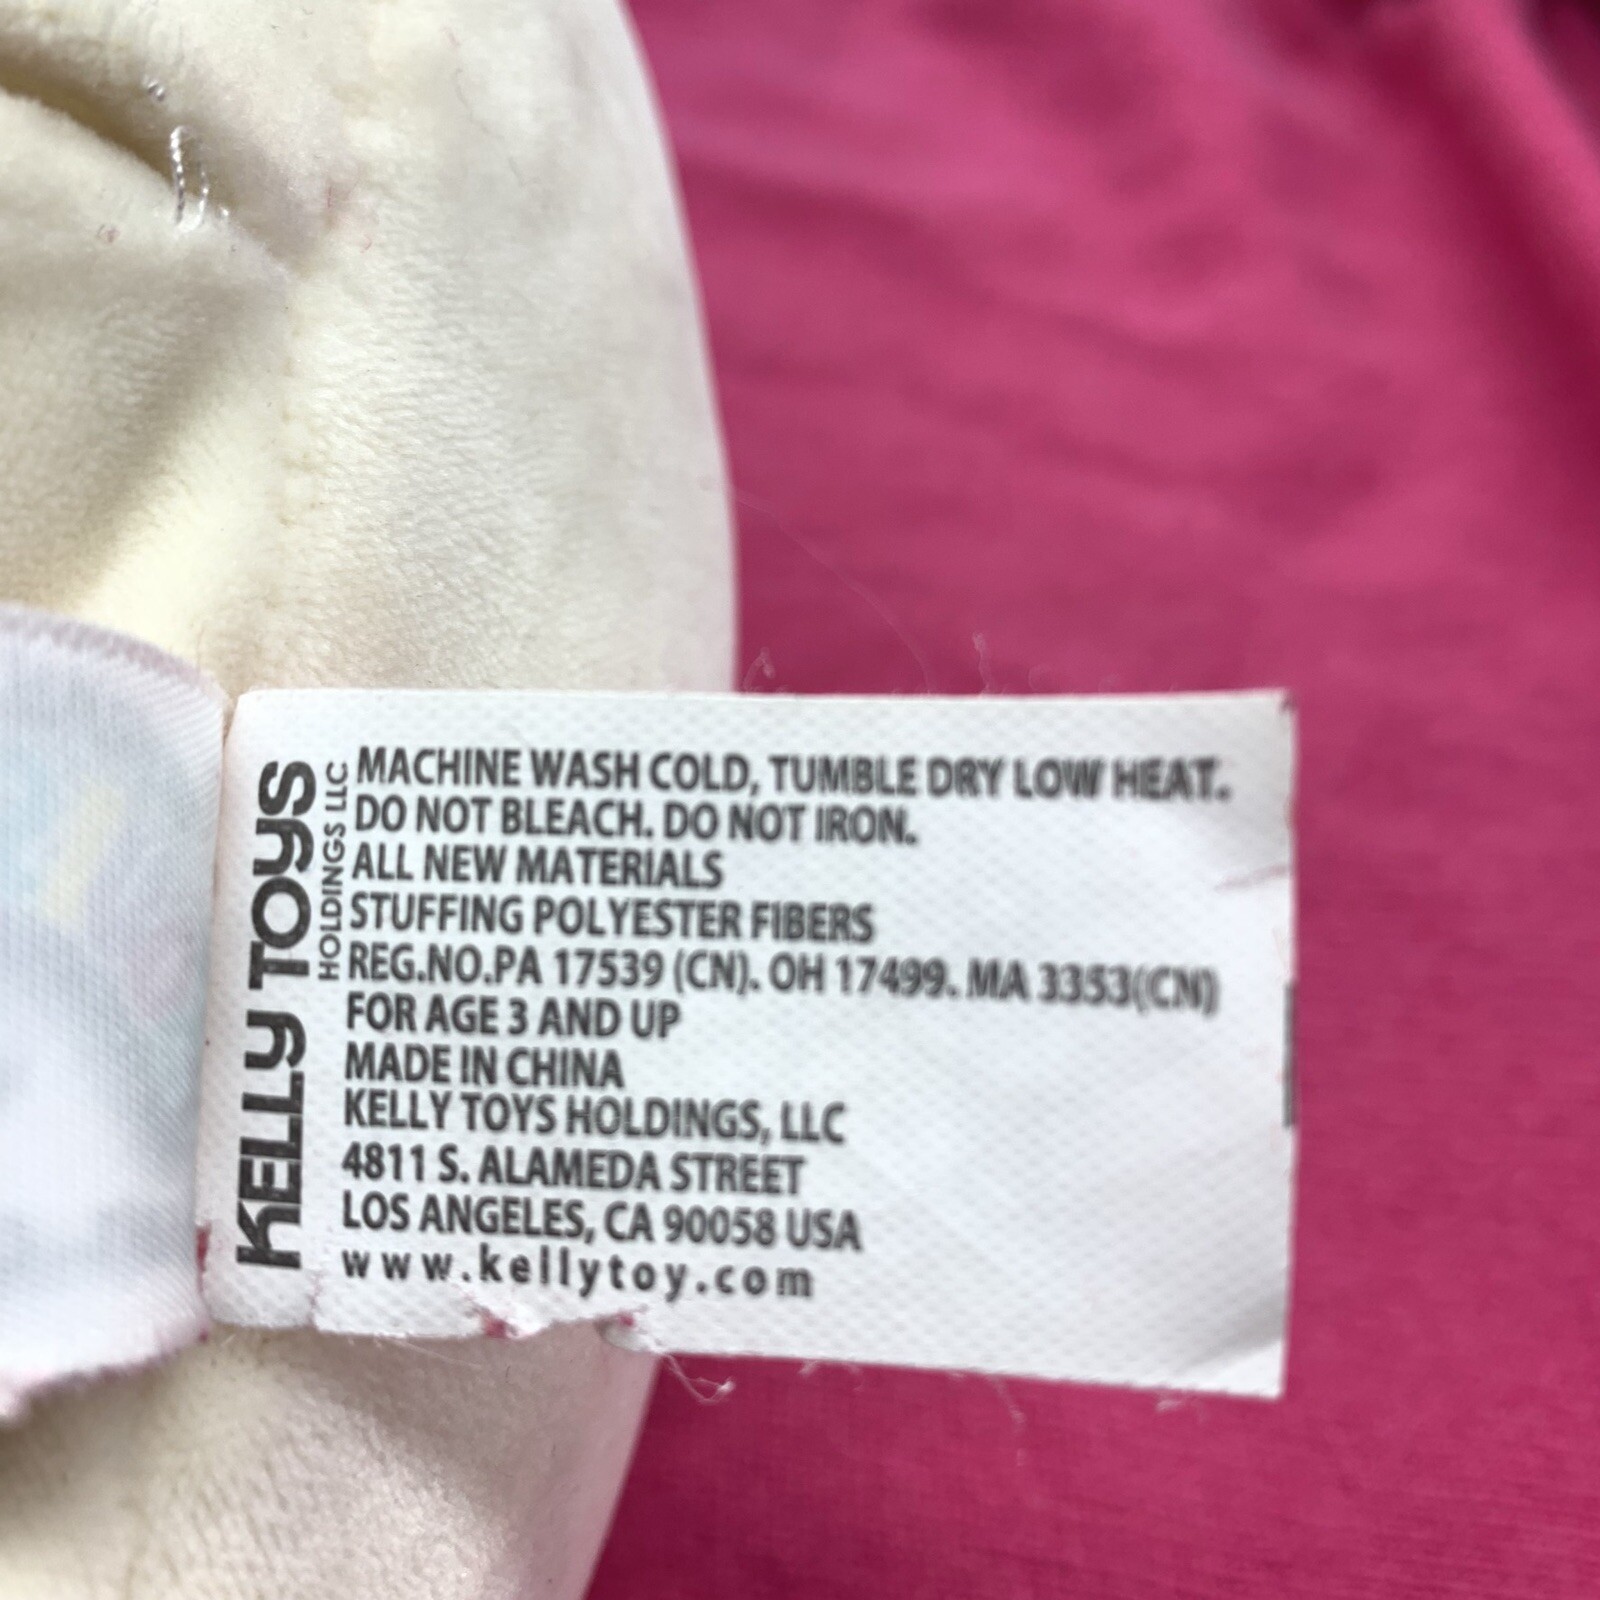 KELLY TOYS
HOLDINGS LLC
MACHINE WASH COLD, TUMBLE DRY LOW HEAT.
DO NOT BLEACH. DO NOT IRON.
ALL NEW MATERIALS
STUFFING POLYESTER FIBERS
REG.NO.PA 17539 (CN). OH 17499. MA 3353(CN)
FOR AGE 3 AND UP
MADE IN CHINA
KELLY TOYS HOLDINGS, LLC
4811 S. ALAMEDA STREET
LOS ANGELES, CA 90058 USA
www.kellytoy.com